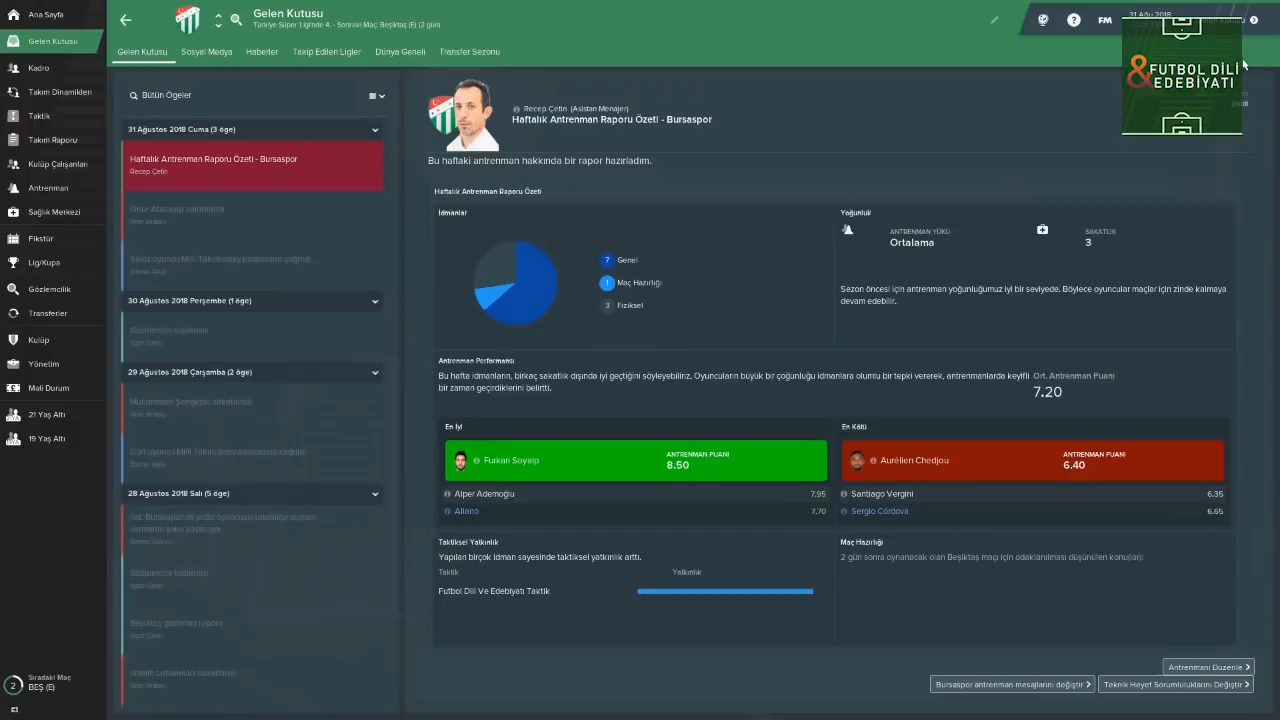 Gelen Kutusu
Türkiye Süper Ligi'nde 4. - Sonraki Maç: Beşiktaş (E) (2 gün)
FM
31 Ağu 2018
Gelen Kutusu
Sosyal Medya
Haberler
Takip Edilen Ligler
Dünya Geneli
Transfer Sezonu
& FUTBOL DİLİ
EDEBİYATI
Ana Sayfa
Gelen Kutusu
Kadro
Takım Dinamikleri
Taktik
Takım Raporu
Kulüp Çalışanları
Antrenman
Sağlık Merkezi
Fikstür
Lig/Kupa
Gözlemcilik
Transferler
Kulüp
Yönetim
Mali Durum
21 Yaş Altı
19 Yaş Altı
2
Sıradaki Maç
BEŞ (E)
Bütün Ögeler
31 Ağustos 2018 Cuma (3 öge)
Haftalık Antrenman Raporu Özeti - Bursaspor
Recep Çetin
30 Ağustos 2018 Perşembe (1 öge)
29 Ağustos 2018 Çarşamba (2 öge)
28 Ağustos 2018 Salı (5 öge)
Beşiktaş gözlemci raporu
Recep Çetin (Asistan Menajer)
Haftalık Antrenman Raporu Özeti - Bursaspor
Bu haftaki antrenman hakkında bir rapor hazırladım.
Haftalık Antrenman Raporu Özeti
İdmanlar
7 Genel
1 Maç Hazırlığı
3 Fiziksel
Yoğunluk
ANTRENMAN YÜKÜ
Ortalama
SAKATLIK
3
Sezon öncesi için antrenman yoğunluğumuz iyi bir seviyede. Böylece oyuncular maçlar için zinde kalmaya
devam edebilir.
Antrenman Performansı
Bu hafta idmanların, birkaç sakatlık dışında iyi geçtiğini söyleyebiliriz. Oyuncuların büyük bir çoğunluğu idmanlara olumlu bir tepki vererek, antrenmanlarda keyifli
bir zaman geçirdiklerini belirtti.
Ort. Antrenman Puanı
7.20
En İyi
Furkan Soyalp
ANTRENMAN PUANI
8.50
Alper Ademoğlu 7.95
Allano 7.70
En Kötü
Aurélien Chedjou
ANTRENMAN PUANI
6.40
Santiago Vergini 6.35
Sergio Córdova 6.65
Taktiksel Yatkınlık
Yapılan birçok idman sayesinde taktiksel yatkınlık arttı.
Taktik Yatkınlık
Futbol Dili Ve Edebiyatı Taktik
Maç Hazırlığı
2 gün sonra oynanacak olan Beşiktaş maçı için odaklanılması düşünülen konu(lar):
Antrenmanı Düzenle
Bursaspor antrenman mesajlarını değiştir
Teknik Heyet Sorumluluklarını Değiştir